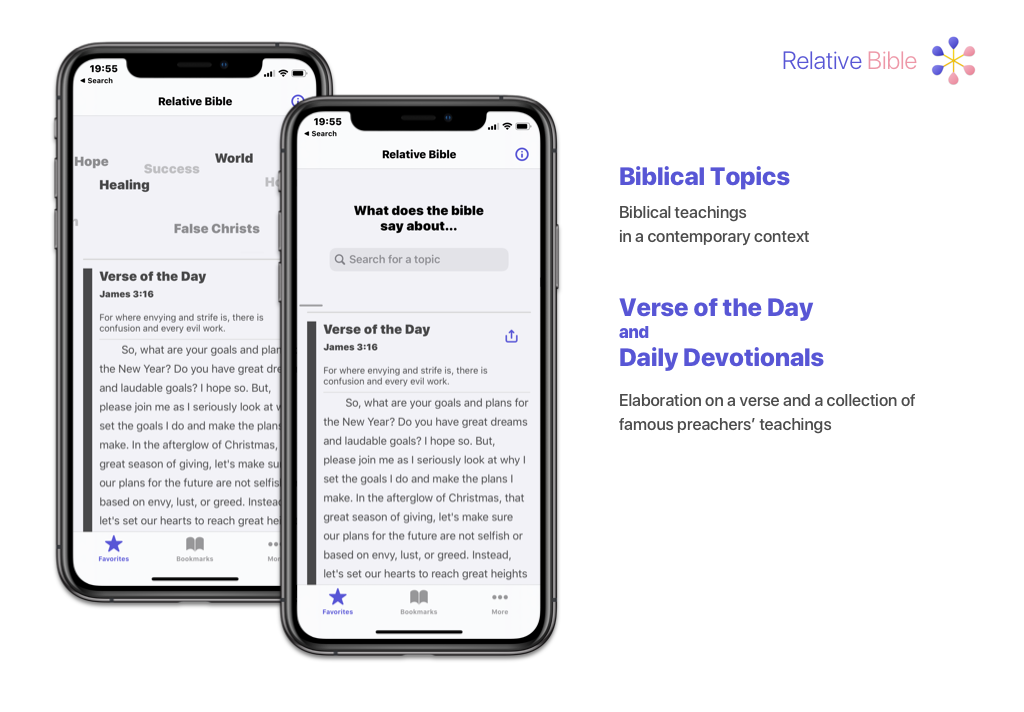 Relative Bible
19:55
Search
Relative Bible
Hope
Success
World
Healing
False Christs
Verse of the Day
James 3:16
For where envying and strife is, there is
confusion and every evil work.
So, what are your goals and plan
the New Year? Do you have great dre
and laudable goals? I hope so. But,
please join me as I seriously look at w
set the goals I do and make the plans
make. In the afterglow of Christmas,
great season of giving, let's make su
our plans for the future are not selfis
based on envy, lust, or greed. Instea
let's set our hearts to reach great he
Favorites
Bookmarks
Mor
19:55
Search
Relative Bible
What does the bible
say about...
Search for a topic
Verse of the Day
James 3:16
For where envying and strife is, there is
confusion and every evil work.
So, what are your goals and plans for
the New Year? Do you have great dreams
and laudable goals? I hope so. But,
please join me as I seriously look at why I
set the goals I do and make the plans I
make. In the afterglow of Christmas, that
great season of giving, let's make sure
our plans for the future are not selfish or
based on envy, lust, or greed. Instead,
let's set our hearts to reach great heights
Favorites
Bookmarks
More
Biblical Topics
Biblical teachings
in a contemporary context
Verse of the Day
and
Daily Devotionals
Elaboration on a verse and a collection of
famous preachers’ teachings